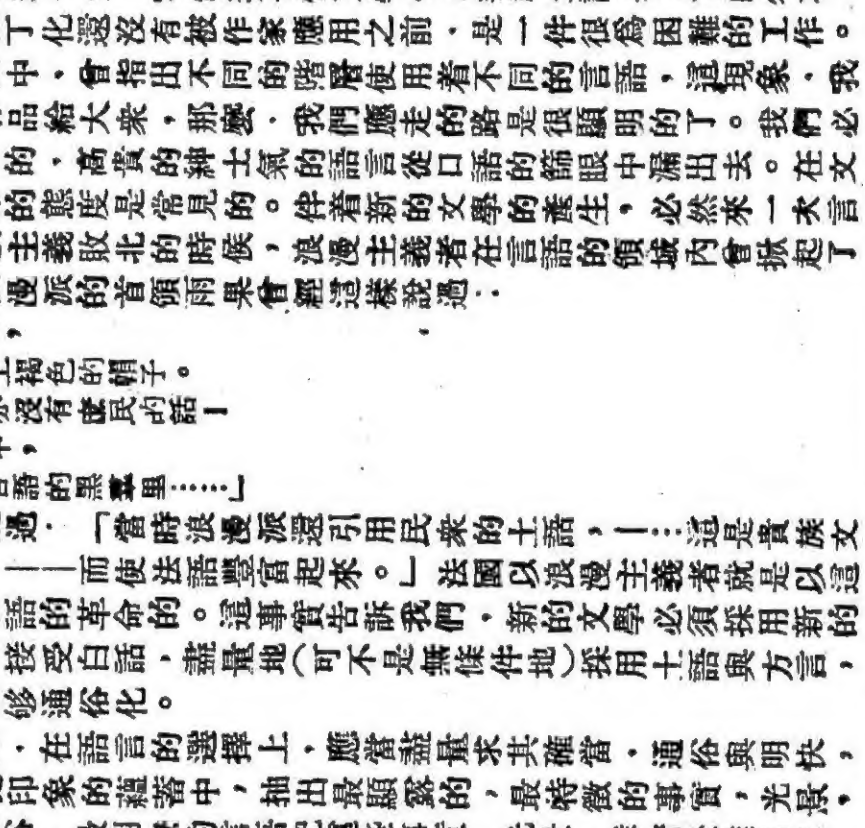 化還沒有被作家應用之前，是一件很爲困難的工作。
中，曾指出不同的階層使用着不同的言語，這現象，我
品給大衆，那麽，我們應走的路是很顯明的了。我們必
的，高貴的紳士氣的語言從口語的篩眼中漏出去。在文
的態度是常見的。伴着新的文學的產生，必然來一次言
主義敗北的時候，浪漫主義者在言語的領域內曾掀起了
漫派的首領雨果曾經這樣說過：
，
褐色的帽子。
沒有庶民的話—
，
語的黑裏……」
過：「當時浪漫派還引用民衆的土語，—…這是貴族文
——而使法語豐富起來。」法國以浪漫主義者就是以這
語的革命的。這事實告訴我們，新的文學必須採用新的
接受白話，盡量地（可不是無條件地）採用土語與方言，
够通俗化。
，在語言的選擇上，應當盡量求其確當，通俗與明快，
印象的蘊蓄中，抽出最顯露的，最特徵的事實，光景，